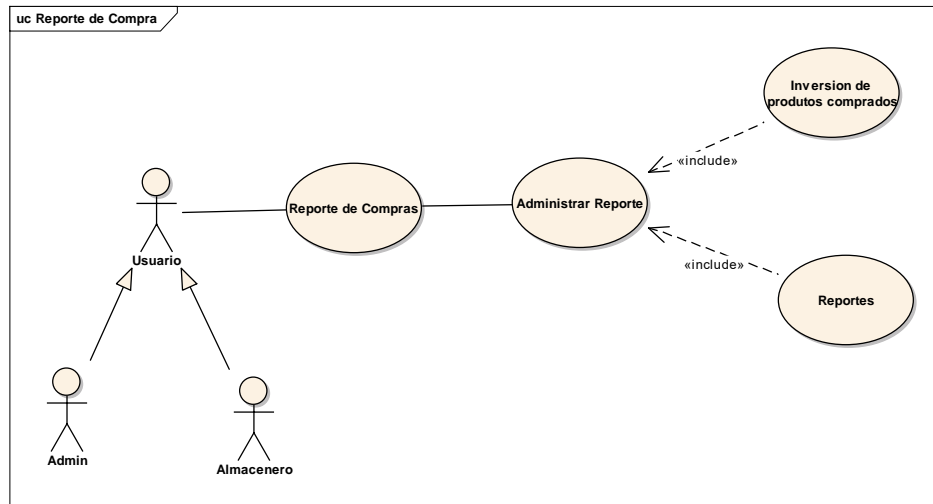 uc Reporte de Compra
Inversion de
produtos comprados
«include»
Usuario
Reporte de Compras
Administrar Reporte
«include»
Reportes
Admin
Almacenero